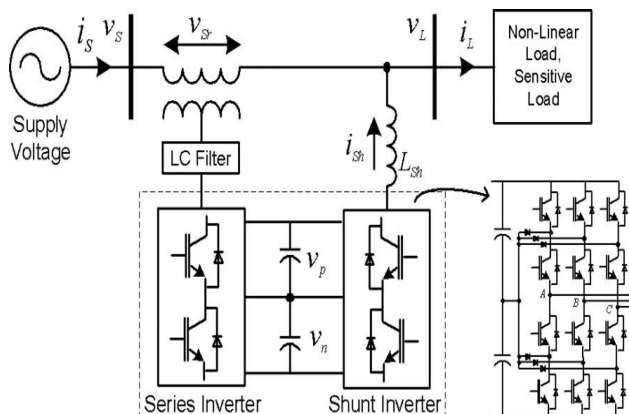 i_S
v_S
v_Sr
v_L
i_L
Non-Linear
Load,
Sensitive
Load
Supply
Voltage
LC Filter
i_Sh
L_Sh
v_p
v_n
A
B
C
Series Inverter
Shunt Inverter